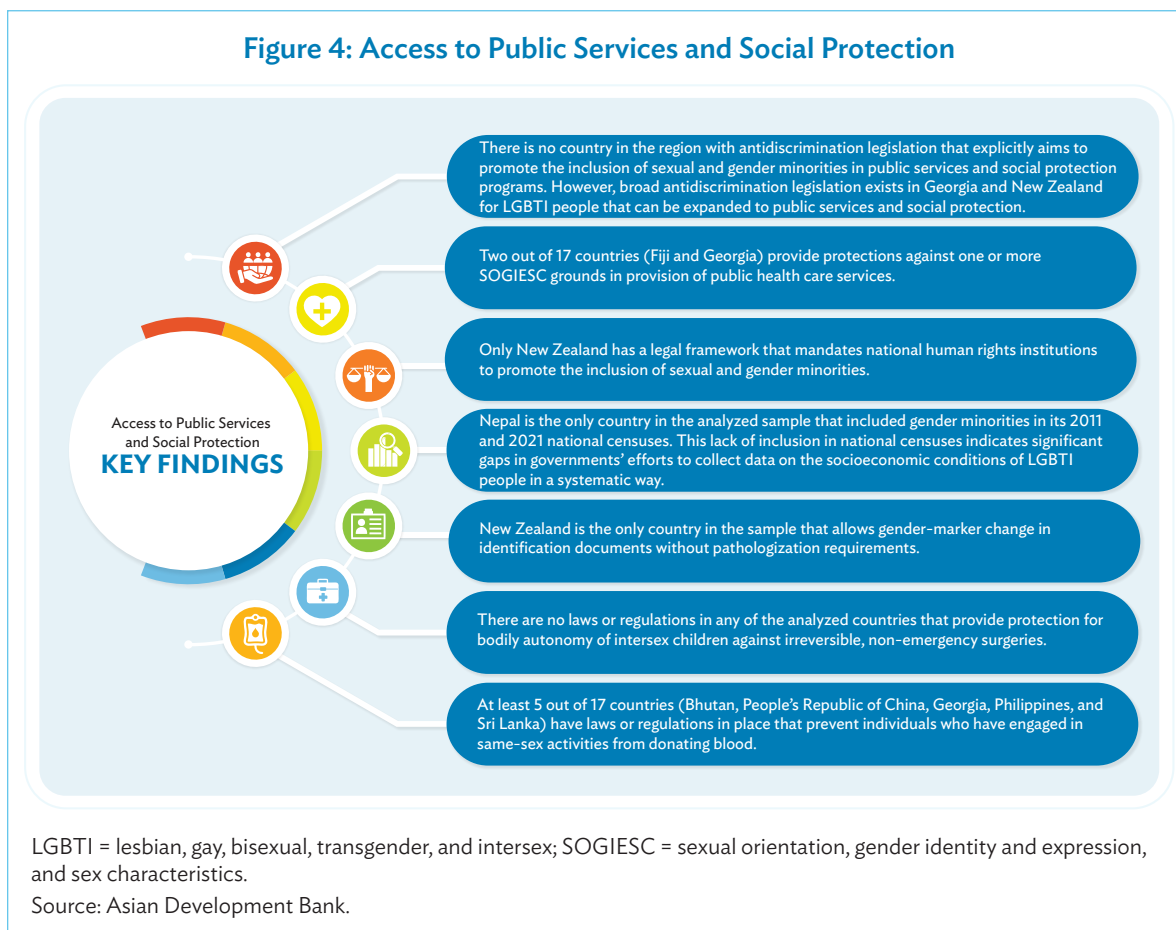 Figure 4: Access to Public Services and Social Protection
There is no country in the region with antidiscrimination legislation that explicitly aims to
promote the inclusion of sexual and gender minorities in public services and social protection
programs. However, broad antidiscrimination legislation exists in Georgia and New Zealand
for LGBTI people that can be expanded to public services and social protection.
Two out of 17 countries (Fiji and Georgia) provide protections against one or more
SOGIESC grounds in provision of public health care services.
Only New Zealand has a legal framework that mandates national human rights institutions
to promote the inclusion of sexual and gender minorities.
Access to Public Services
and Social Protection
KEY FINDINGS
Nepal is the only country in the analyzed sample that included gender minorities in its 2011
and 2021 national censuses. This lack of inclusion in national censuses indicates significant
gaps in governments' efforts to collect data on the socioeconomic conditions of LGBTI
people in a systematic way.
New Zealand is the only country in the sample that allows gender-marker change in
identification documents without pathologization requirements.
There are no laws or regulations in any of the analyzed countries that provide protection for
bodily autonomy of intersex children against irreversible, non-emergency surgeries.
At least 5 out of 17 countries (Bhutan, People's Republic of China, Georgia, Philippines, and
Sri Lanka) have laws or regulations in place that prevent individuals who have engaged in
same-sex activities from donating blood.
LGBTI = lesbian, gay, bisexual, transgender, and intersex; SOGIESC = sexual orientation, gender identity and expression,
and sex characteristics.
Source: Asian Development Bank.